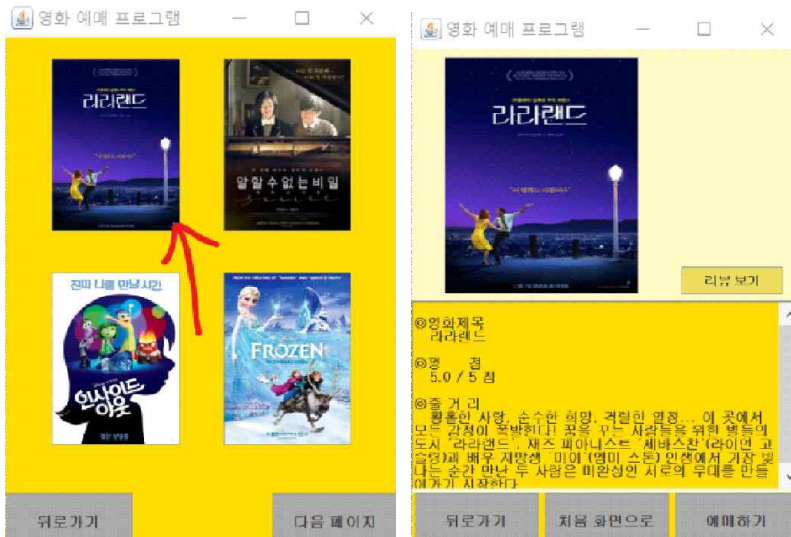 영화 예매 프로그램
라라랜드
말할수없는비밀
진짜 나를 만날 시간
인사이드
아웃
FROZEN
뒤로가기
다음 페이지
영화 예매 프로그램
라라랜드
리뷰 보기
◎영화제목
라라랜드
◎평 점
5.0 / 5 점
◎줄 거 리
황홀한 사랑, 순수한 희망, 격렬한 열정... 이 곳에서
모든 감정이 폭발한다! 꿈을 꾸는 사람들을 위한 별들의
도시 '라라랜드'. 재즈 피아니스트 '세바스찬'(라이언 고
슬링)과 배우 지망생 '미아'(엠마 스톤) 인생에서 가장 빛
나는 순간 만난 두 사람은 미완성인 서로의 무대를 만들
어가기 시작한다
뒤로가기
처음 화면으로
예매하기